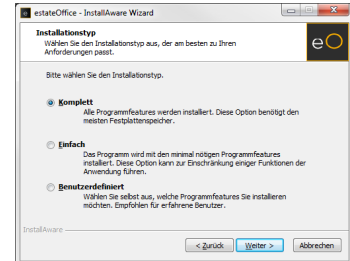 estateOffice - InstallAware Wizard
Installationstyp
Wählen Sie den Installationstyp aus, der am besten zu Ihren
Anforderungen passt.
eO
Bitte wählen Sie den Installationstyp.
Komplett
Alle Programmfeatures werden installiert. Diese Option benötigt den
meisten Festplattenspeicher.
Einfach
Das Programm wird mit den minimal nötigen Programmfeatures
installiert. Diese Option kann zur Einschränkung einiger Funktionen der
Anwendung führen.
Benutzerdefiniert
Wählen Sie selbst aus, welche Programmfeatures Sie installieren
möchten. Empfohlen für erfahrene Benutzer.
InstallAware
< Zurück Weiter > Abbrechen